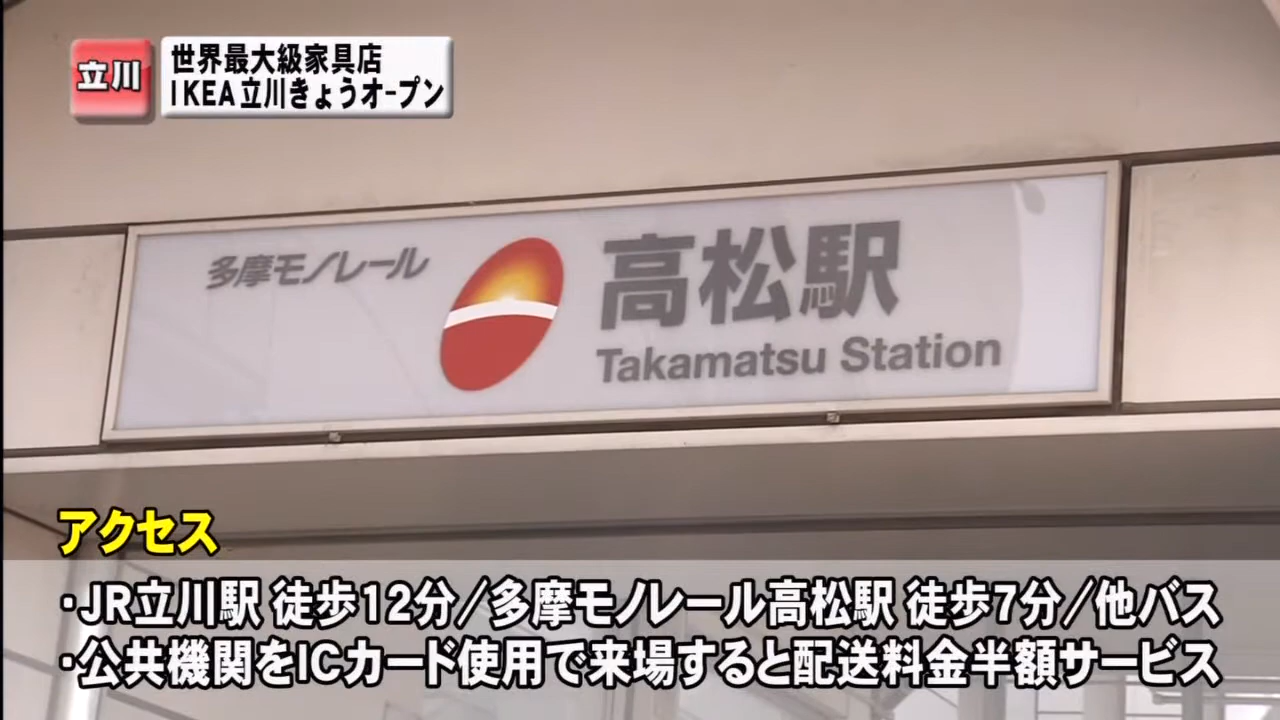 立川
世界最大級家具店
IKEA立川きょうオープン
多摩モノレール
高松駅
Takamatsu Station
アクセス
・JR立川駅 徒歩12分／多摩モノレール高松駅 徒歩7分／他バス
・公共機関をICカード使用で来場すると配送料金半額サービス